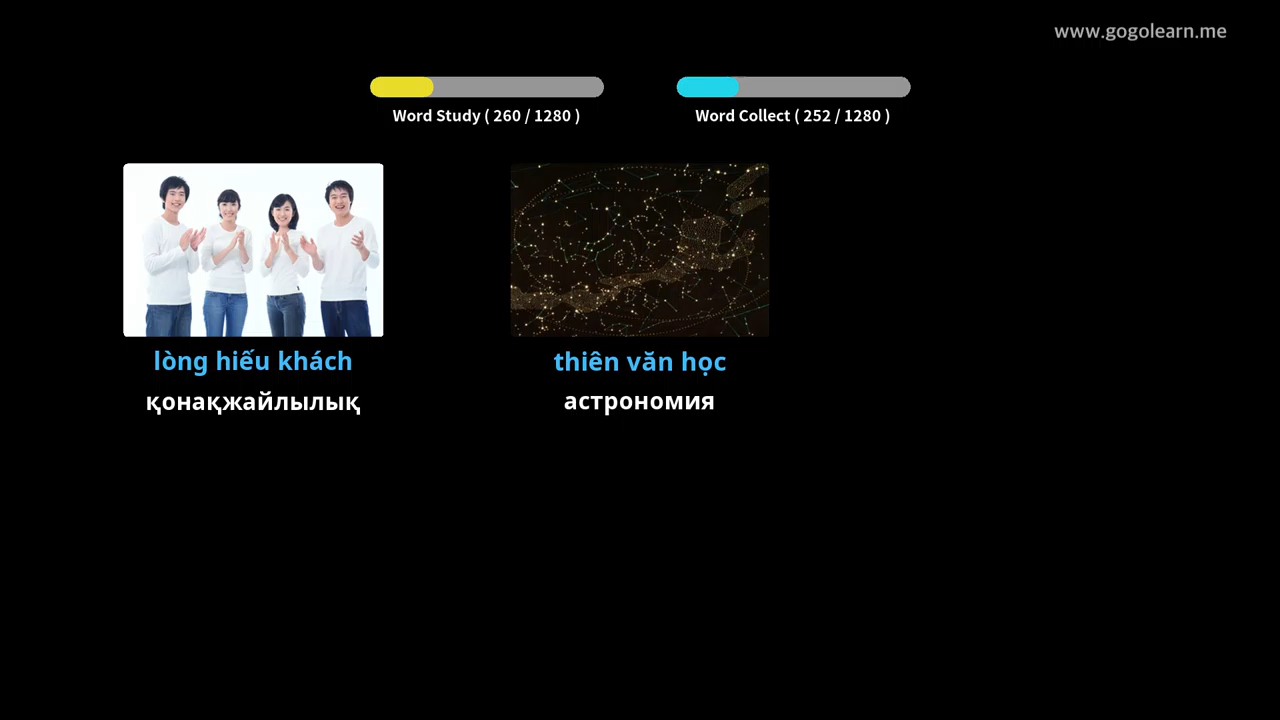 www.gogolearn.me
Word Study ( 260 / 1280 )
Word Collect ( 252 / 1280 )
lòng hiếu khách
қонақжайлылық
thiên văn học
астрономия